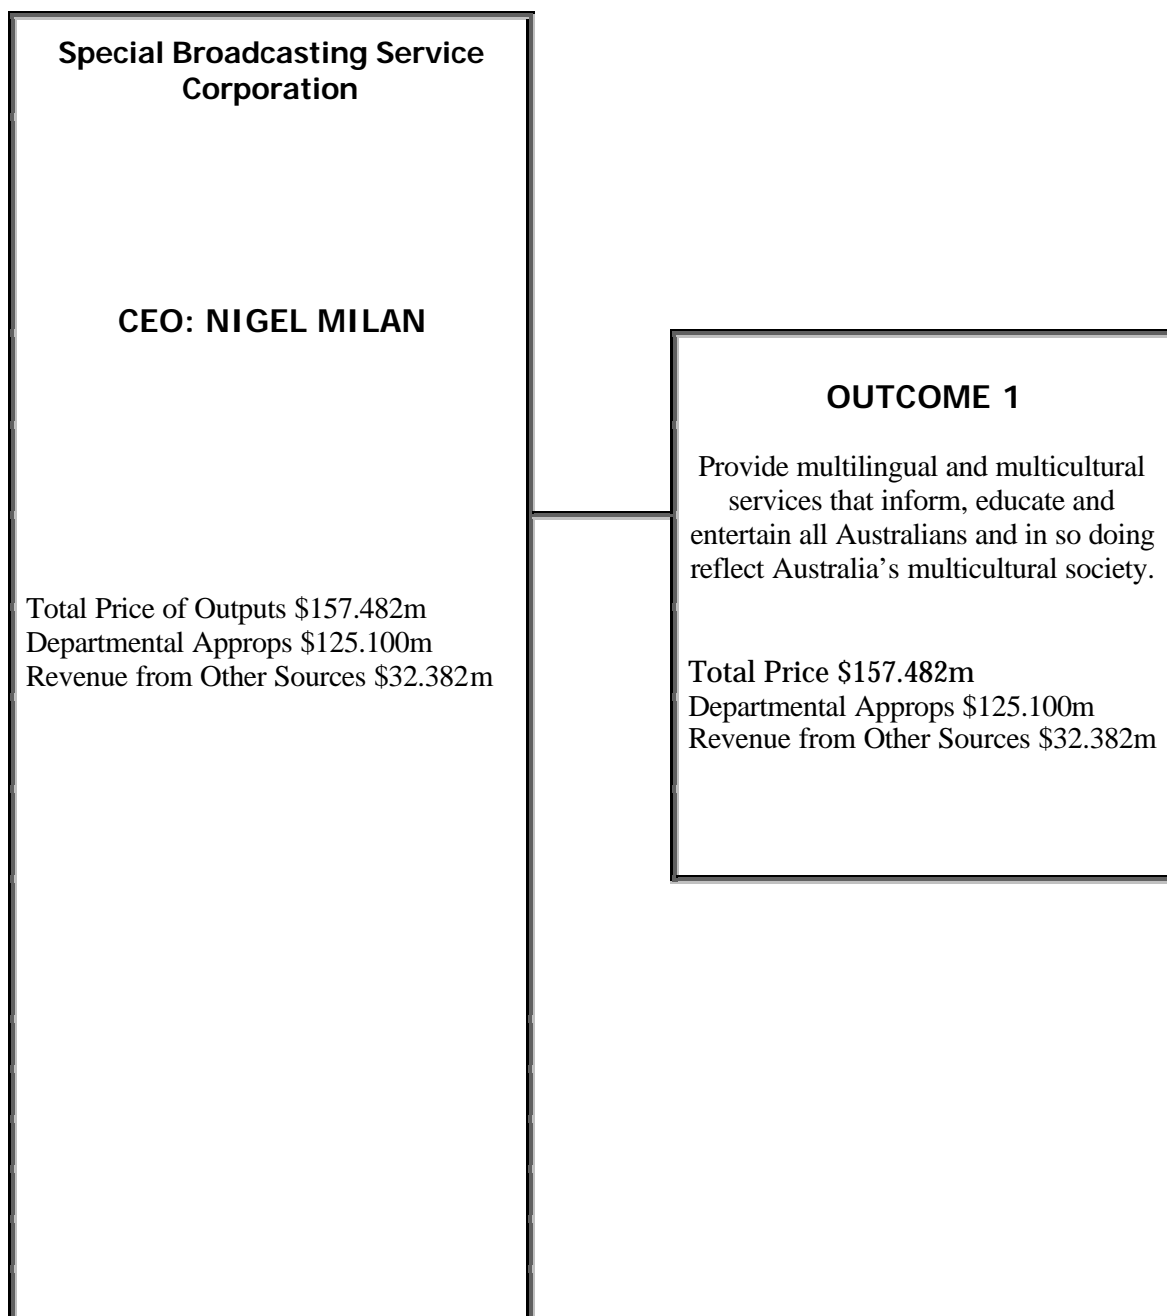 Special Broadcasting Service
Corporation
CEO: NIGEL MILAN
Total Price of Outputs $157.482m
Departmental Approps $125.100m
Revenue from Other Sources $32.382m
OUTCOME 1
Provide multilingual and multicultural
services that inform, educate and
entertain all Australians and in so doing
reflect Australia’s multicultural society.
Total Price $157.482m
Departmental Approps $125.100m
Revenue from Other Sources $32.382m